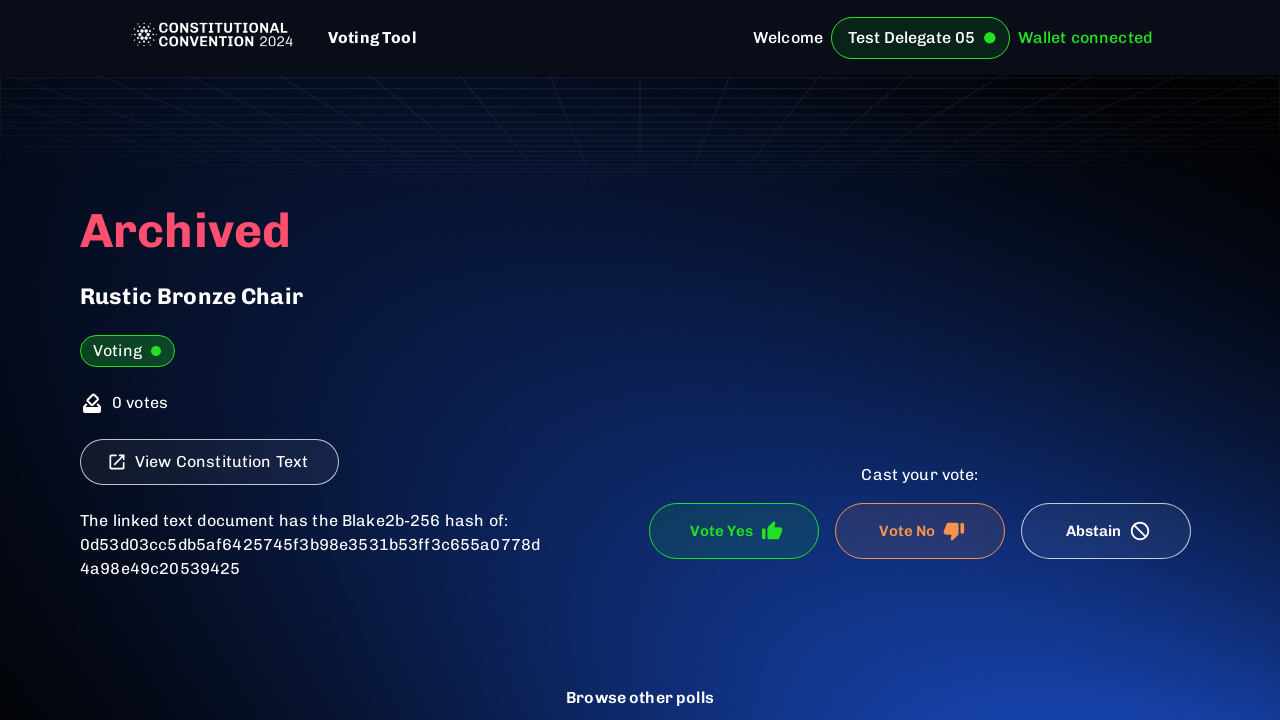 CONSTITUTIONAL
CONVENTION 2024
Voting Tool
Welcome
Test Delegate 05
Wallet connected
Archived
Rustic Bronze Chair
Voting
0 votes
View Constitution Text
The linked text document has the Blake2b-256 hash of:
0d53d03cc5db5af6425745f3b98e3531b53ff3c655a0778d
4a98e49c20539425
Cast your vote:
Vote Yes
Vote No
Abstain
Browse other polls